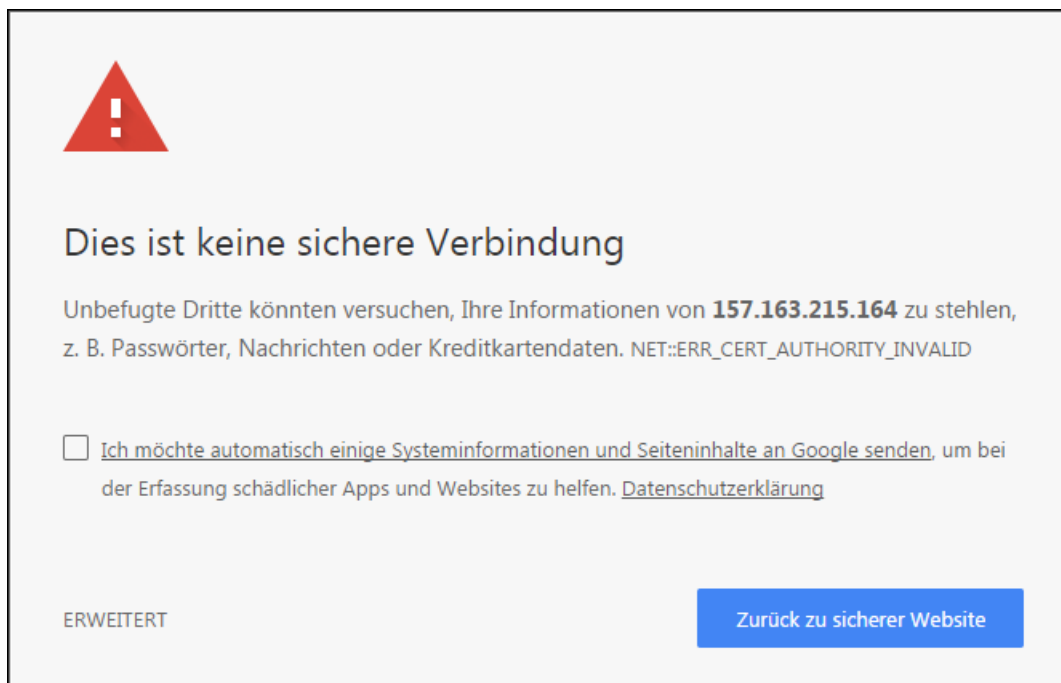 Dies ist keine sichere Verbindung
Unbefugte Dritte könnten versuchen, Ihre Informationen von 157.163.215.164 zu stehlen,
z. B. Passwörter, Nachrichten oder Kreditkartendaten. NET::ERR_CERT_AUTHORITY_INVALID
Ich möchte automatisch einige Systeminformationen und Seiteninhalte an Google senden, um bei
der Erfassung schädlicher Apps und Websites zu helfen. Datenschutzerklärung
ERWEITERT Zurück zu sicherer Website